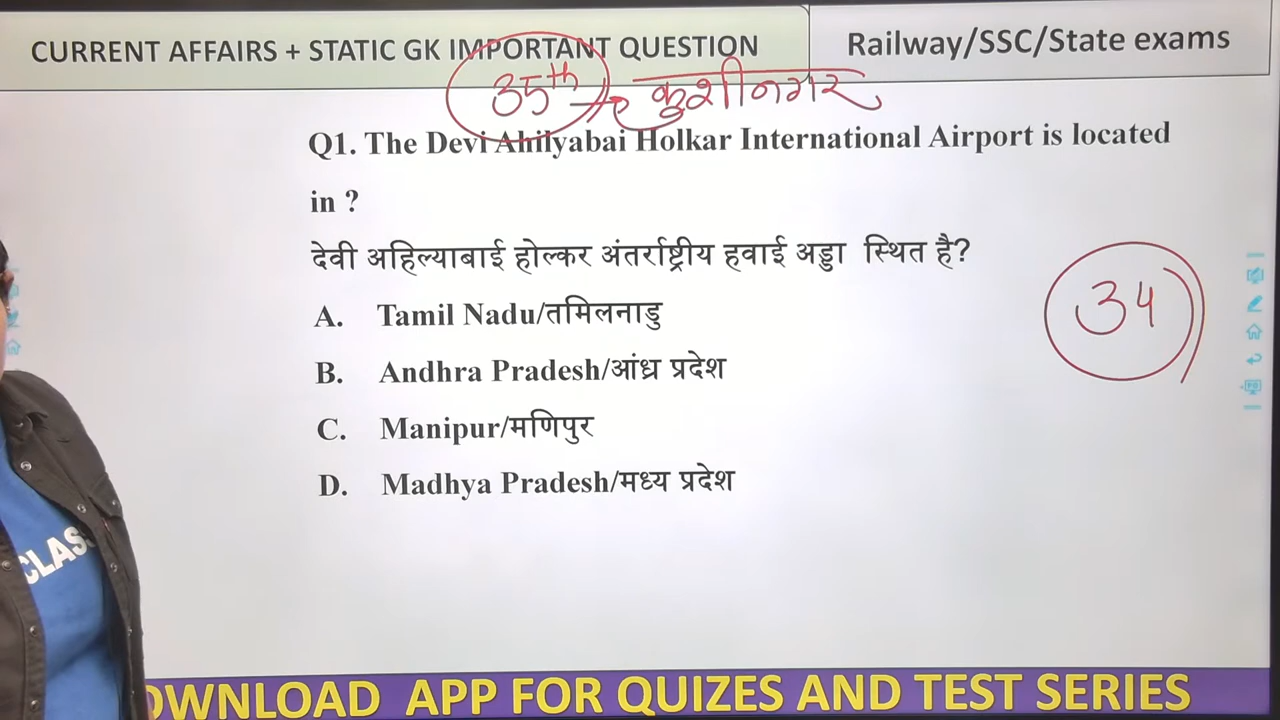 CURRENT AFFAIRS + STATIC GK IMPORTANT QUESTION
Railway/SSC/State exams
35th → कुशीनगर
Q1. The Devi Ahilyabai Holkar International Airport is located
in ?
देवी अहिल्याबाई होल्कर अंतर्राष्ट्रीय हवाई अड्डा स्थित है?
34
A. Tamil Nadu/तमिलनाडु
B. Andhra Pradesh/आंध्र प्रदेश
C. Manipur/मणिपुर
D. Madhya Pradesh/मध्य प्रदेश
CLASS
OWNLOAD APP FOR QUIZES AND TEST SERIES